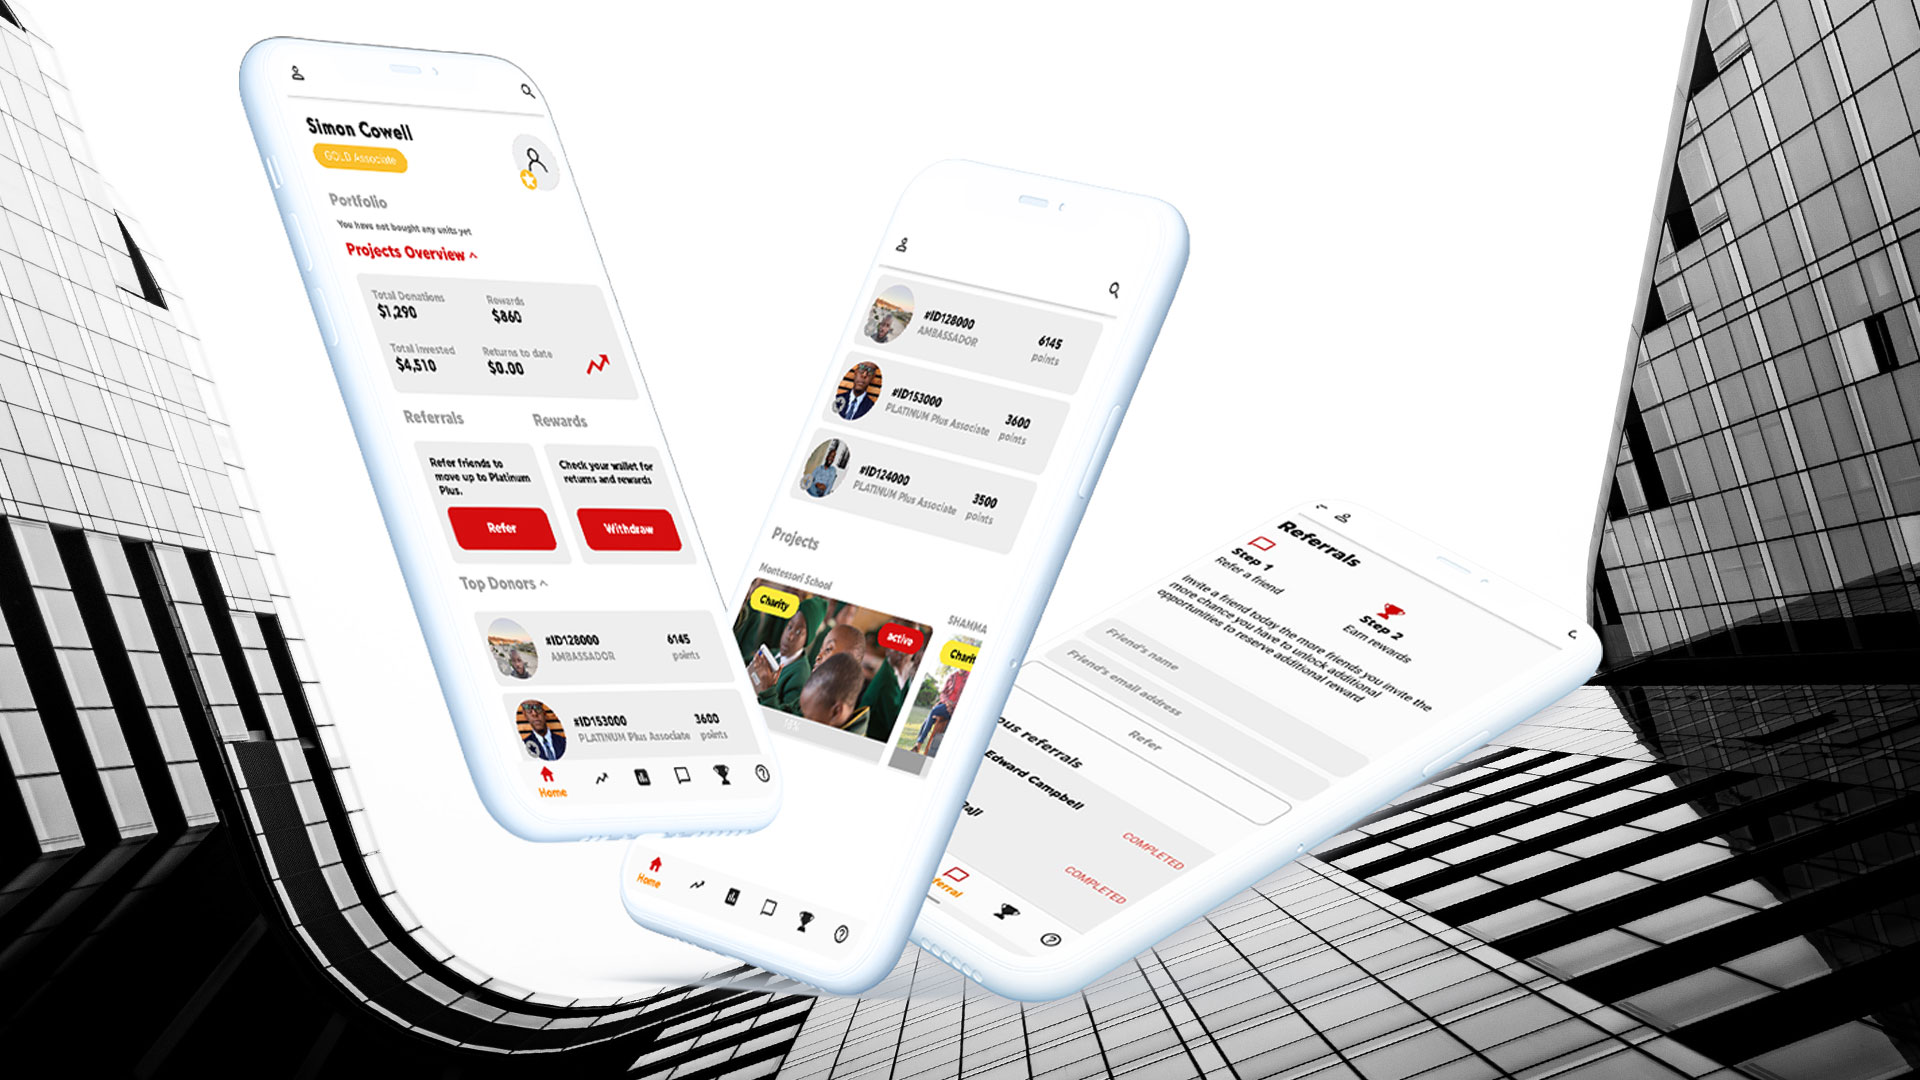 Simon Cowell
GOLD Associate
Portfolio
You have not bought any units yet
Projects Overview ^
Total Donations
$1,290
Rewards
$860
Total invested
$4,510
Returns to date
$0.00
Referrals
Rewards
Refer friends to
move up to Platinum
Plus.
Refer
Check your wallet for
returns and rewards
Withdraw
Top Donors ^
#ID128000
AMBASSADOR
6145
points
#ID153000
PLATINUM Plus Associate
3600
points
Home
#ID128000
AMBASSADOR
6145
points
#ID153000
PLATINUM Plus Associate
3600
points
#ID124000
PLATINUM Plus Associate
3500
points
Projects
Montessori School
Charity
active
SHAMMA
Charit
Home
Referrals
Step 1
Refer a friend
Step 2
Earn rewards
Invite a friend today the more friends you invite the
more chance you have to unlock additional
opportunities to reserve additional reward
Friend's name
Friend's email address
Refer
ous referrals
Edward Campbell
COMPLETED
COMPLETED
erral